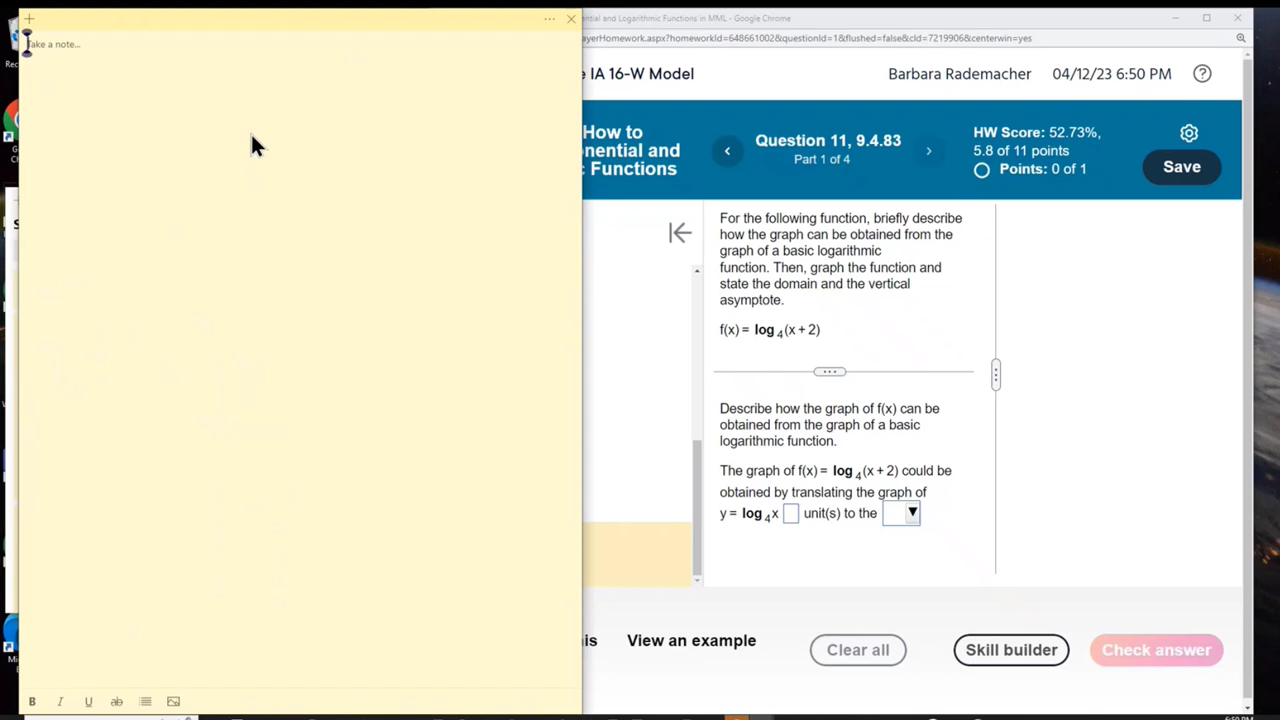 ential and Logarithmic Functions in MML - Google Chrome
Take a note...
ayerHomework.aspx?homeworkId=648661002&questionId=1&flushed=false&cId=7219906&centerwin=yes
IA 16-W Model
Barbara Rademacher
04/12/23 6:50 PM
How to
nential and
Functions
Question 11, 9.4.83
Part 1 of 4
HW Score: 52.73%,
5.8 of 11 points
Points: 0 of 1
Save
For the following function, briefly describe
how the graph can be obtained from the
graph of a basic logarithmic
function. Then, graph the function and
state the domain and the vertical
asymptote.
f(x) = log₄(x + 2)
Describe how the graph of f(x) can be
obtained from the graph of a basic
logarithmic function.
The graph of f(x) = log₄(x + 2) could be
obtained by translating the graph of
y = log₄x unit(s) to the
is
View an example
Clear all
Skill builder
Check answer
B I U ab